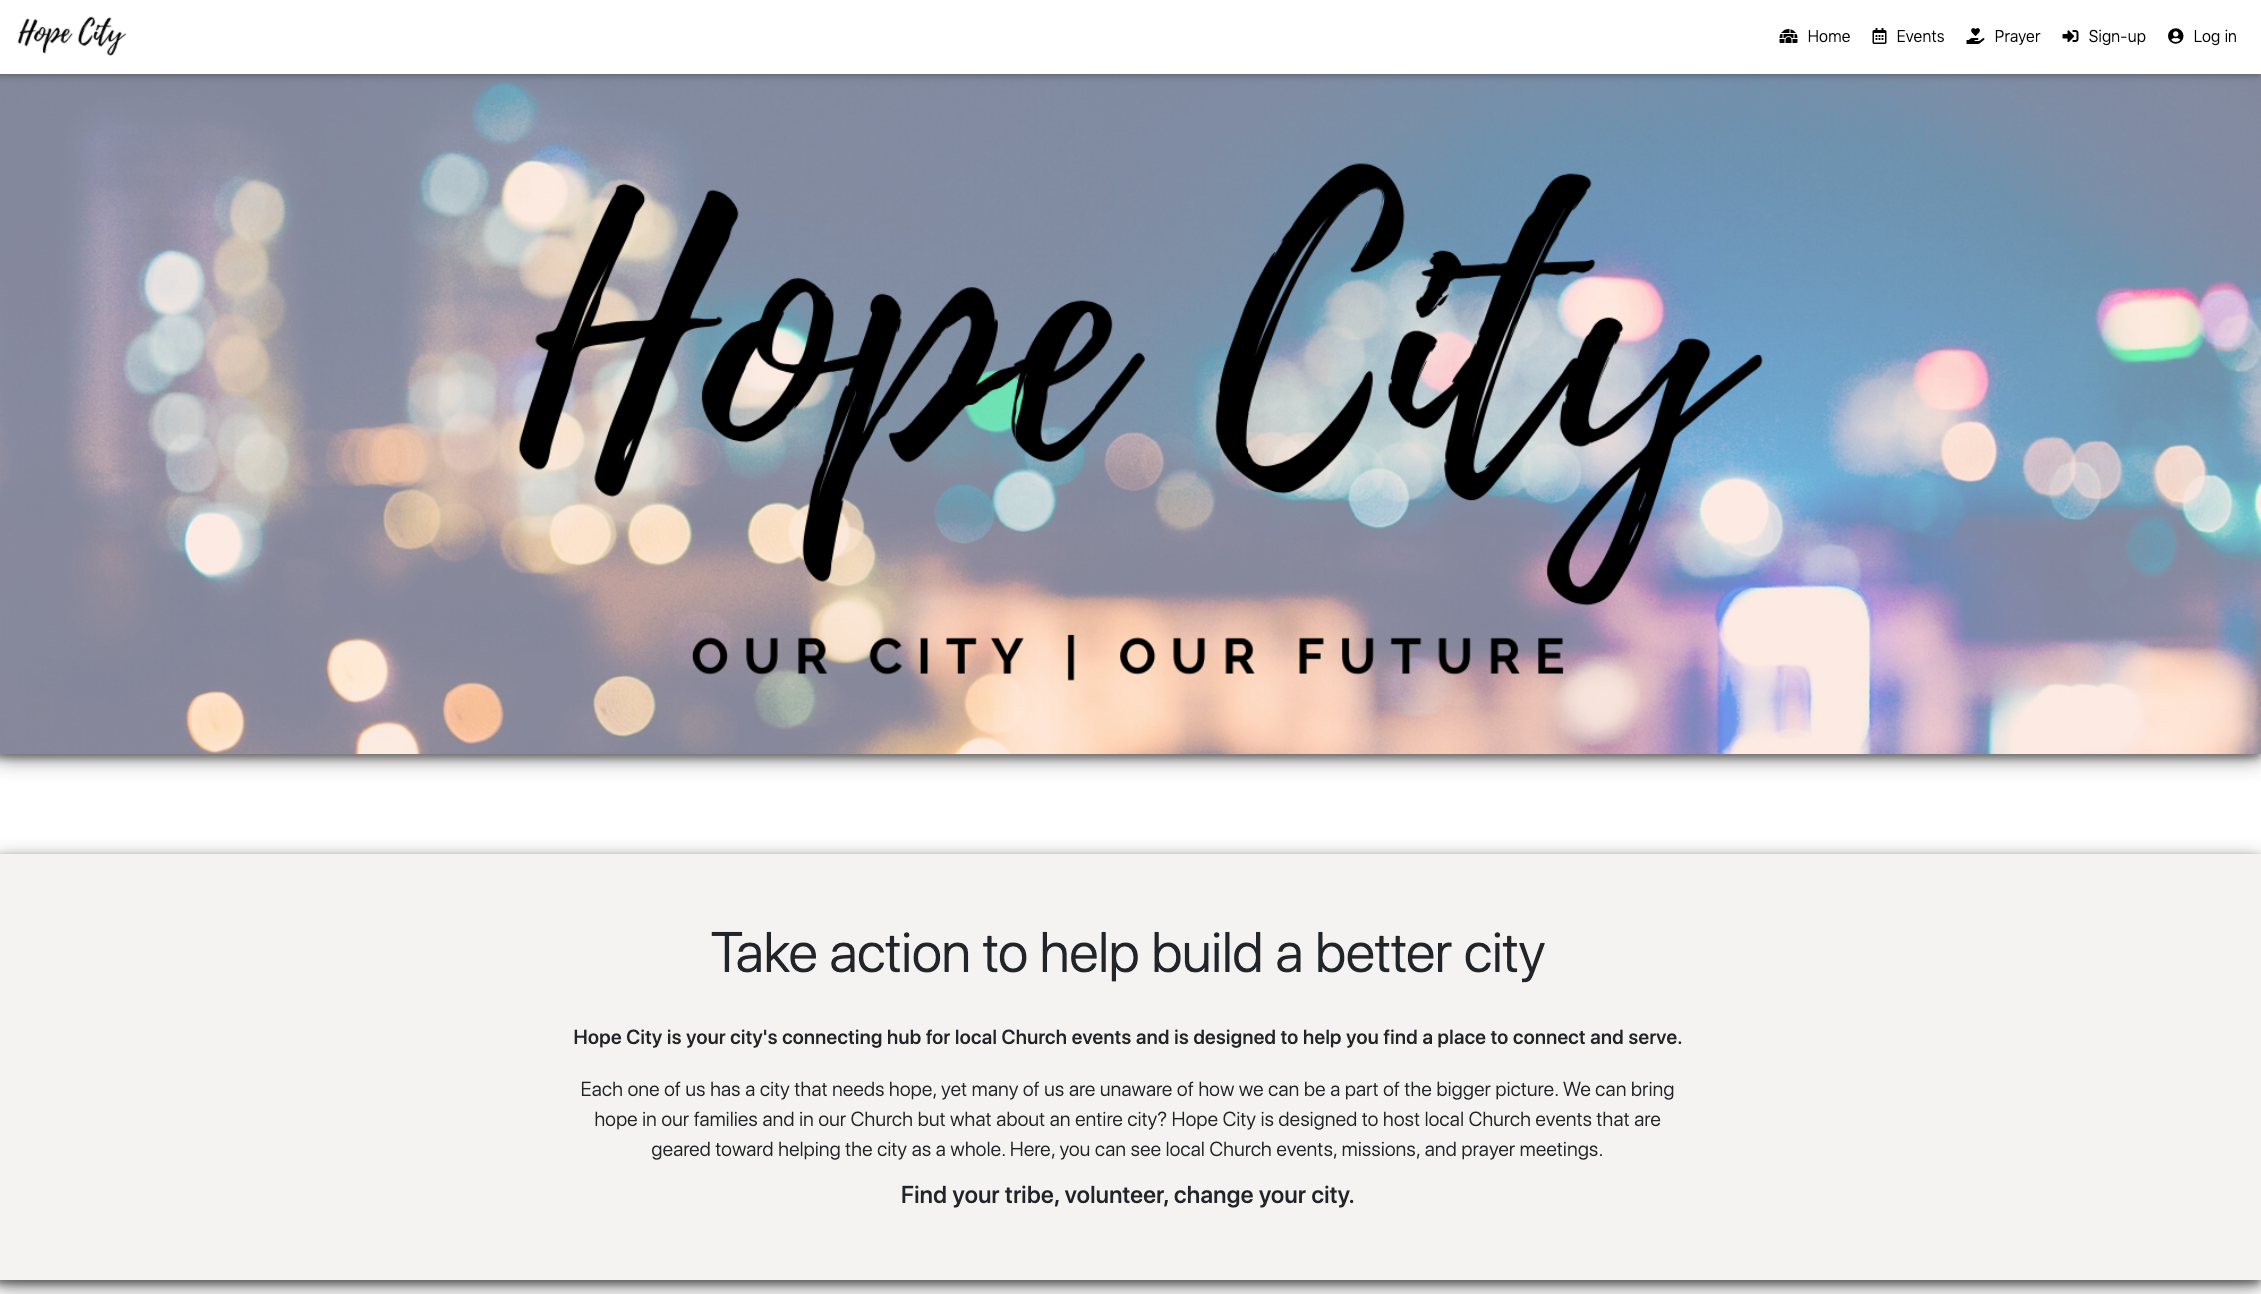 Hope City
Home
Events
Prayer
Sign-up
Log in
Hope City
OUR CITY | OUR FUTURE
Take action to help build a better city
Hope City is your city's connecting hub for local Church events and is designed to help you find a place to connect and serve.
Each one of us has a city that needs hope, yet many of us are unaware of how we can be a part of the bigger picture. We can bring
hope in our families and in our Church but what about an entire city? Hope City is designed to host local Church events that are
geared toward helping the city as a whole. Here, you can see local Church events, missions, and prayer meetings.
Find your tribe, volunteer, change your city.